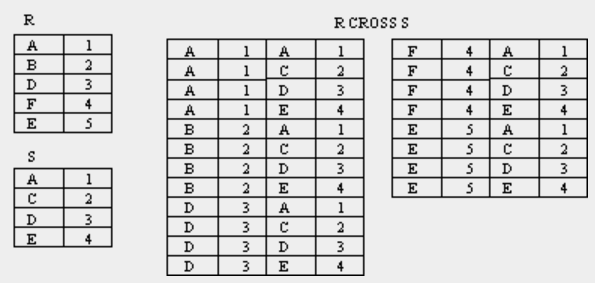 R
A 1
B 2
D 3
F 4
E 5
S
A 1
C 2
D 3
E 4
R CROSS S
A 1 A 1
A 1 C 2
A 1 D 3
A 1 E 4
B 2 A 1
B 2 C 2
B 2 D 3
B 2 E 4
D 3 A 1
D 3 C 2
D 3 D 3
D 3 E 4
F 4 A 1
F 4 C 2
F 4 D 3
F 4 E 4
E 5 A 1
E 5 C 2
E 5 D 3
E 5 E 4